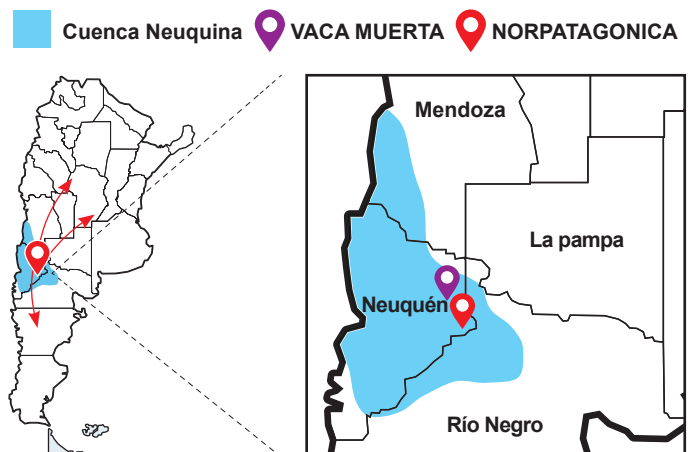 Cuenca Neuquina VACA MUERTA NORPATAGONICA
Mendoza
La pampa
Neuquén
Río Negro